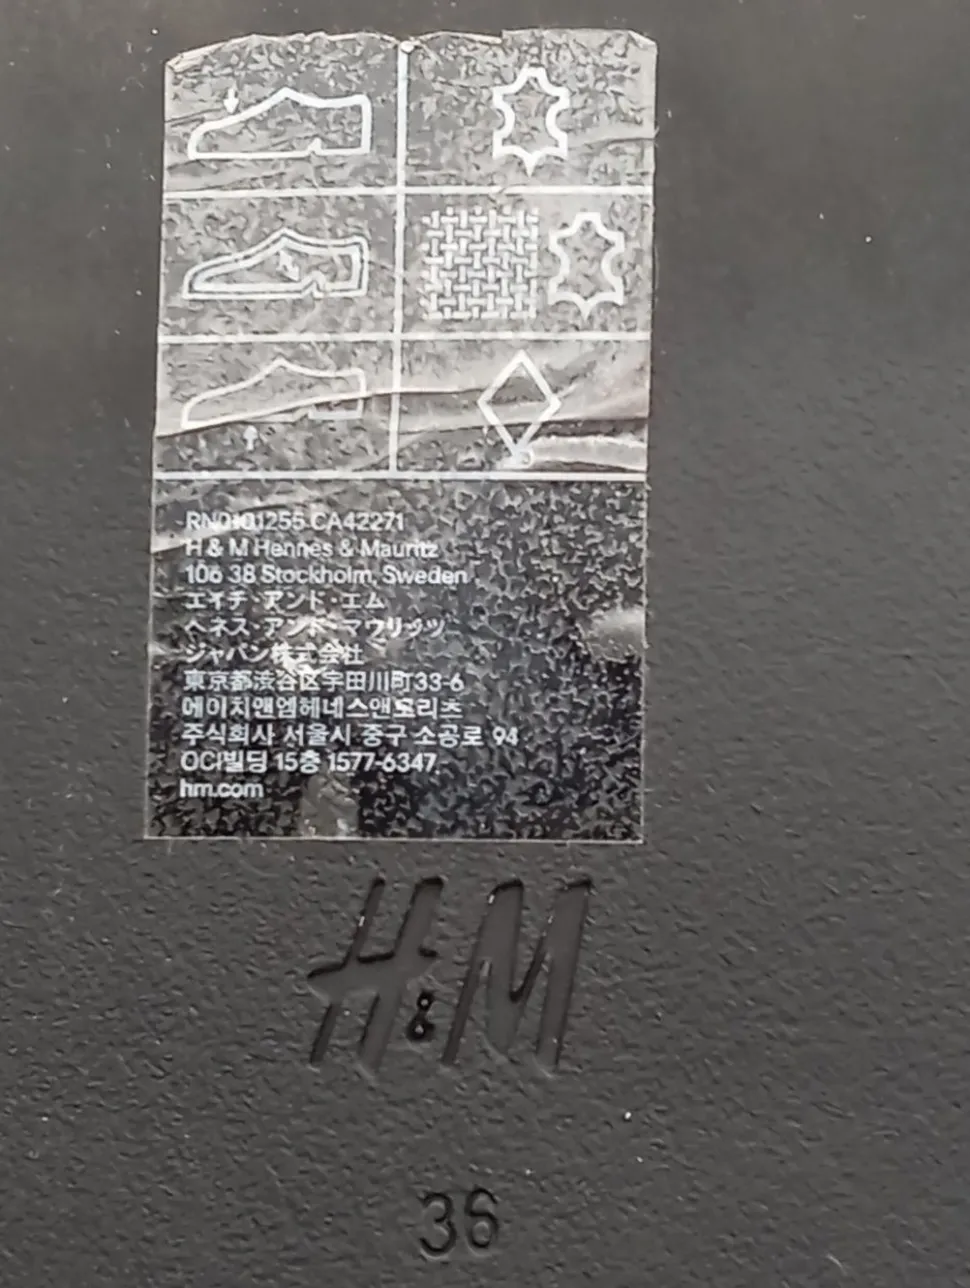 RN0101255 CA42271
H & M Hennes & Mauritz
106 38 Stockholm, Sweden
エイチ・アンド・エム
ヘネス・アンド・マウリッツ
ジャパン株式会社
東京都渋谷区宇田川町33-6
에이치앤엠헤네스앤모리츠
주식회사 서울시 중구 소공로 94
OCI빌딩 15층 1577-6347
hm.com
H&M
36